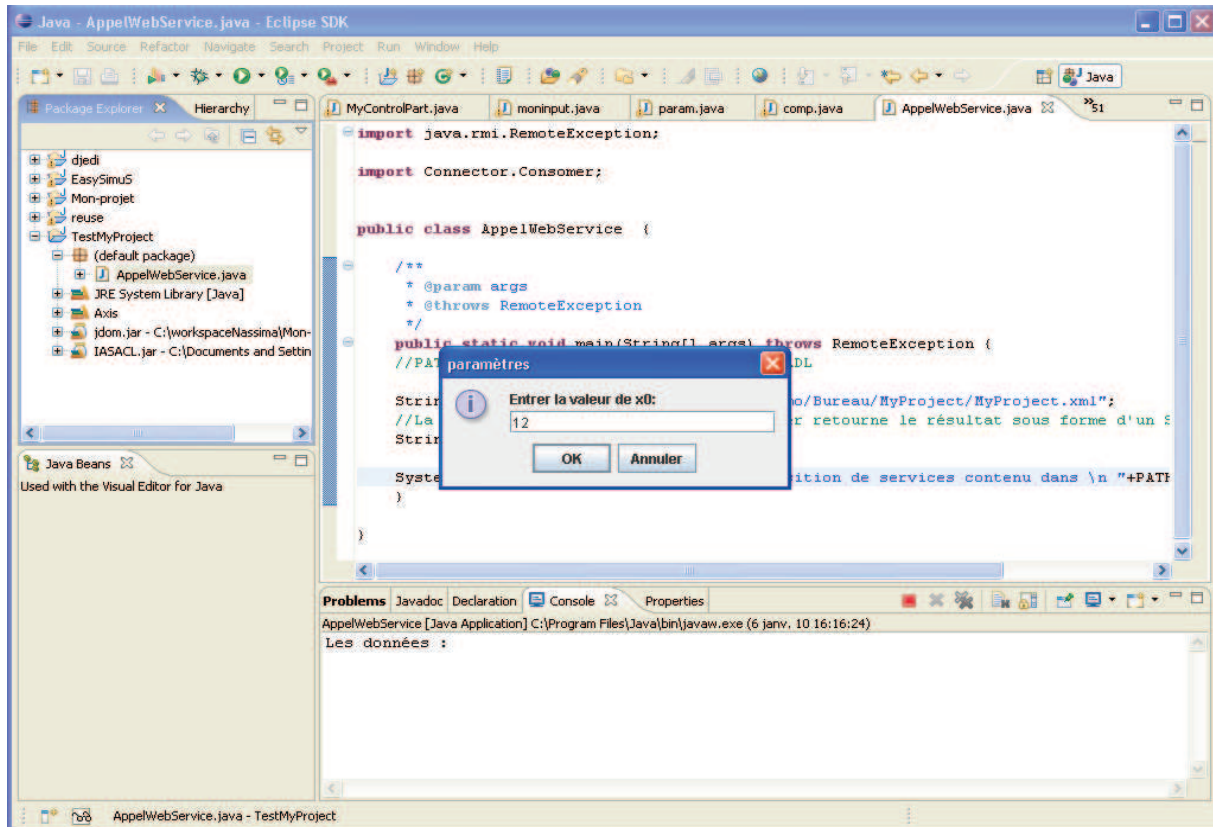 Java - AppelWebService.java - Eclipse SDK
File Edit Source Refactor Navigate Search Project Run Window Help
Java
Package Explorer Hierarchy
MyControlPart.java moninput.java param.java comp.java AppelWebService.java »51
djedi
EasySimuS
Mon-projet
reuse
TestMyProject
(default package)
AppelWebService.java
JRE System Library [Java]
Axis
jdom.jar - C:\workspaceNassima\Mon-
IASACL.jar - C:\Documents and Settin
import java.rmi.RemoteException;
import Connector.Consomer;
public class AppelWebService {
/**
* @param args
* @throws RemoteException
*/
public static void main(String[] args) throws RemoteException {
//PAT DL
Strin o/Bureau/MyProject/MyProject.xml";
//La r retourne le résultat sous forme d'un S
Strin
Syste ition de services contenu dans \n "+PATH
}
}
paramètres
Entrer la valeur de x0:
12
OK Annuler
Java Beans
Used with the Visual Editor for Java
Problems Javadoc Declaration Console Properties
AppelWebService [Java Application] C:\Program Files\Java\bin\javaw.exe (6 janv. 10 16:16:24)
Les données :
AppelWebService.java - TestMyProject